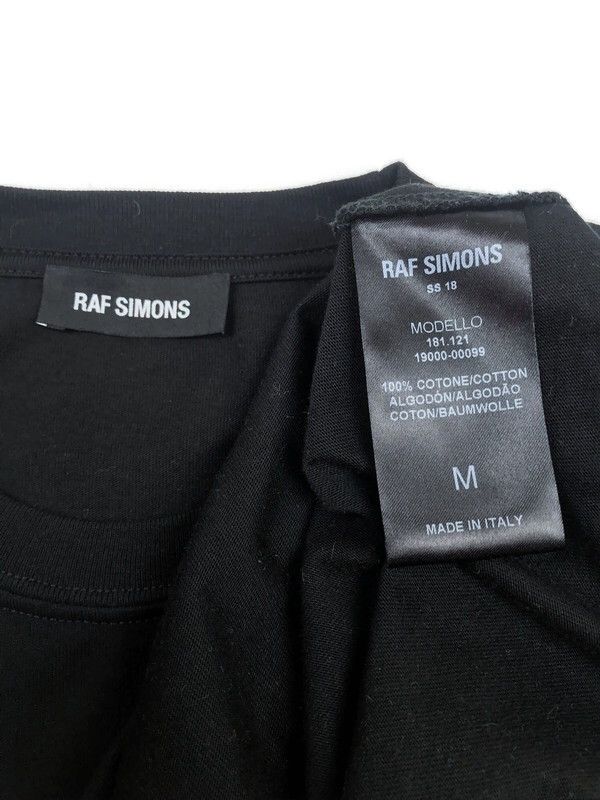 RAF SIMONS
RAF SIMONS
SS 18
MODELLO
181.121
19000-00099
100% COTONE/COTTON
ALGODÓN/ALGODÃO
COTON/BAUMWOLLE
M
MADE IN ITALY